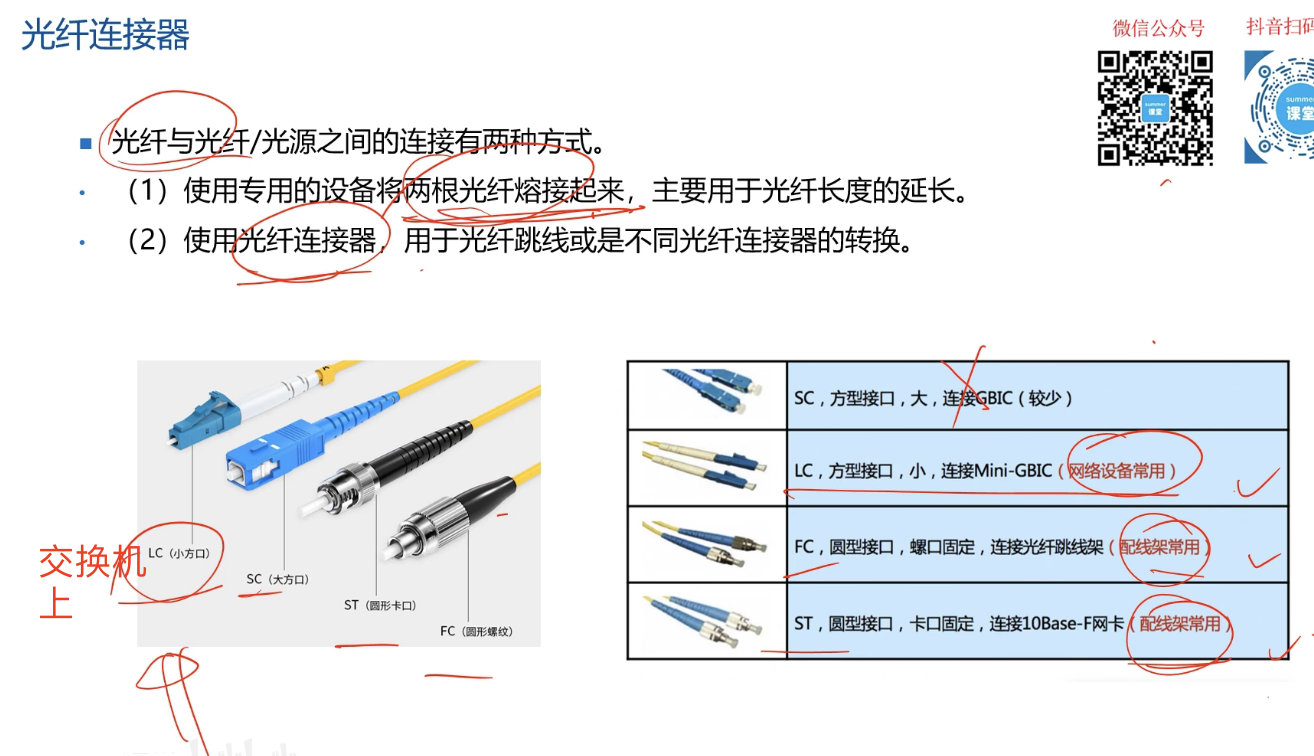 光纤连接器
微信公众号
抖音扫码
summer
课堂
summer
课堂
光纤与光纤/光源之间的连接有两种方式。
（1）使用专用的设备将两根光纤熔接起来，主要用于光纤长度的延长。
（2）使用光纤连接器，用于光纤跳线或是不同光纤连接器的转换。
LC（小方口）
SC（大方口）
ST（圆形卡口）
FC（圆形螺纹）
交换机
上
SC，方型接口，大，连接GBIC（较少）
LC，方型接口，小，连接Mini-GBIC（网络设备常用）
FC，圆型接口，螺口固定，连接光纤跳线架（配线架常用）
ST，圆型接口，卡口固定，连接10Base-F网卡（配线架常用）